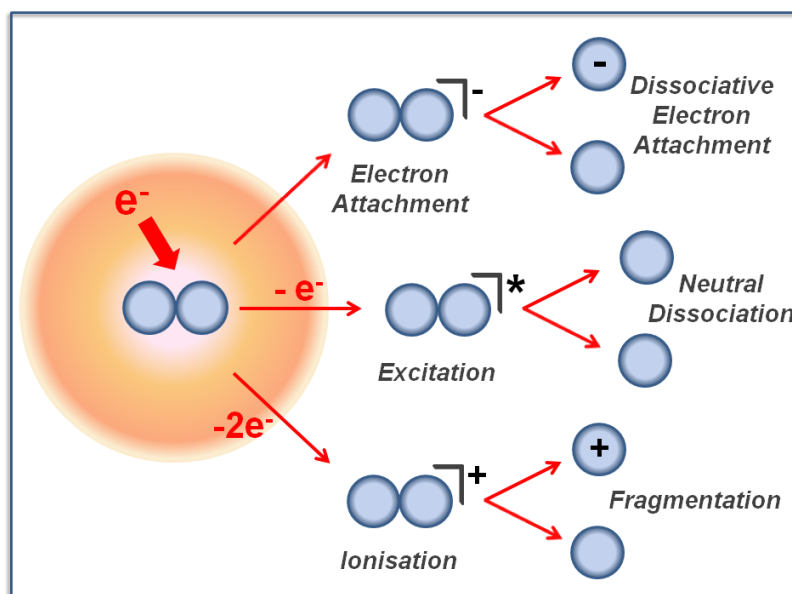 e-
- e-
-2e-
-
Electron
Attachment
-
Dissociative
Electron
Attachment
*
Excitation
Neutral
Dissociation
+
Ionisation
+
Fragmentation